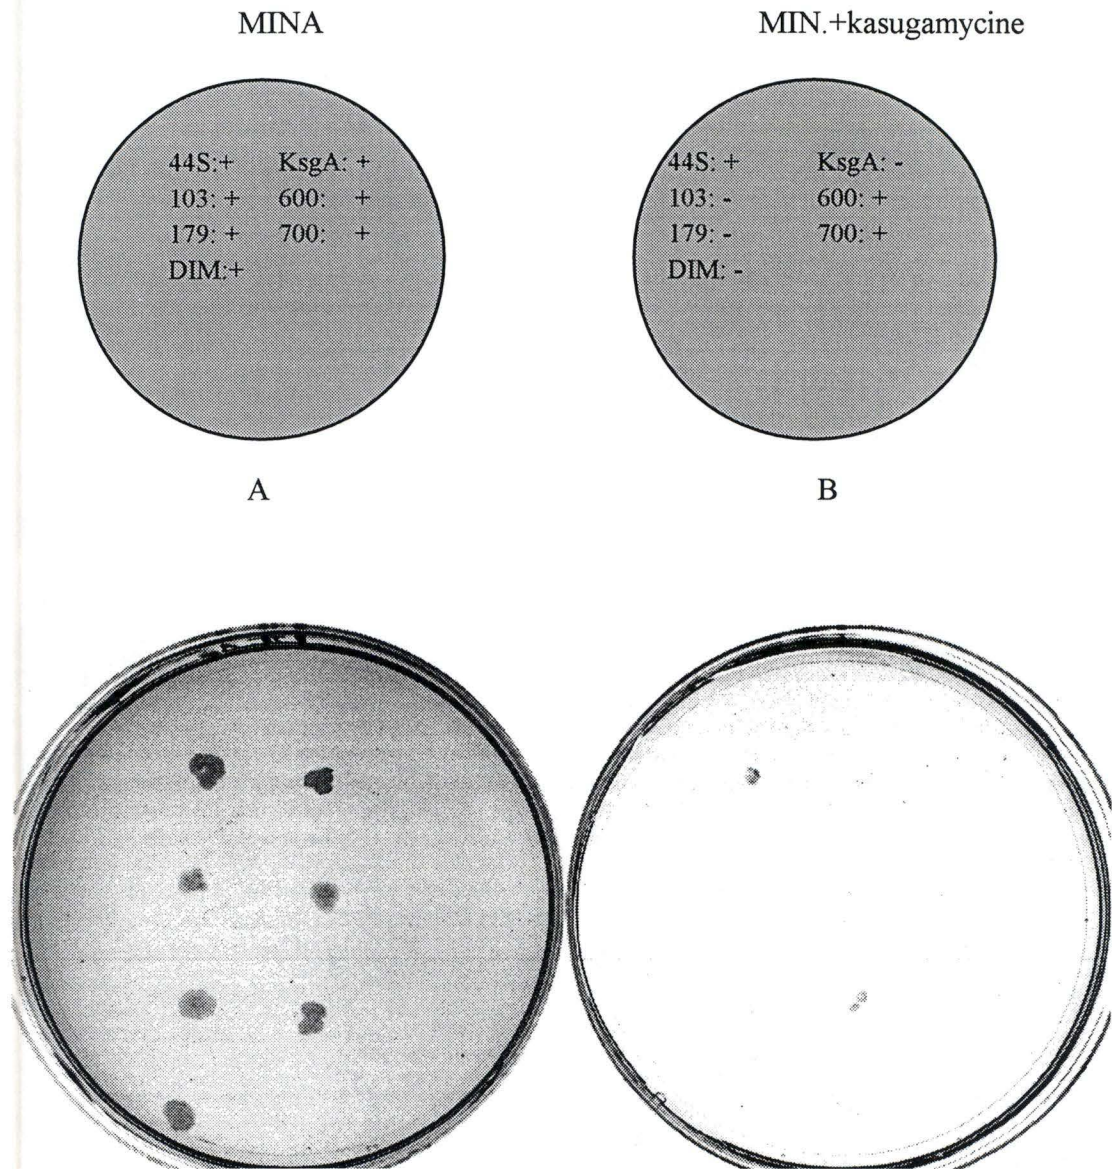 MINA MIN.+kasugamycine
44S:+ KsgA: +
103: + 600: +
179: + 700: +
DIM:+
44S: + KsgA: -
103: - 600: +
179: - 700: +
DIM: -
A B